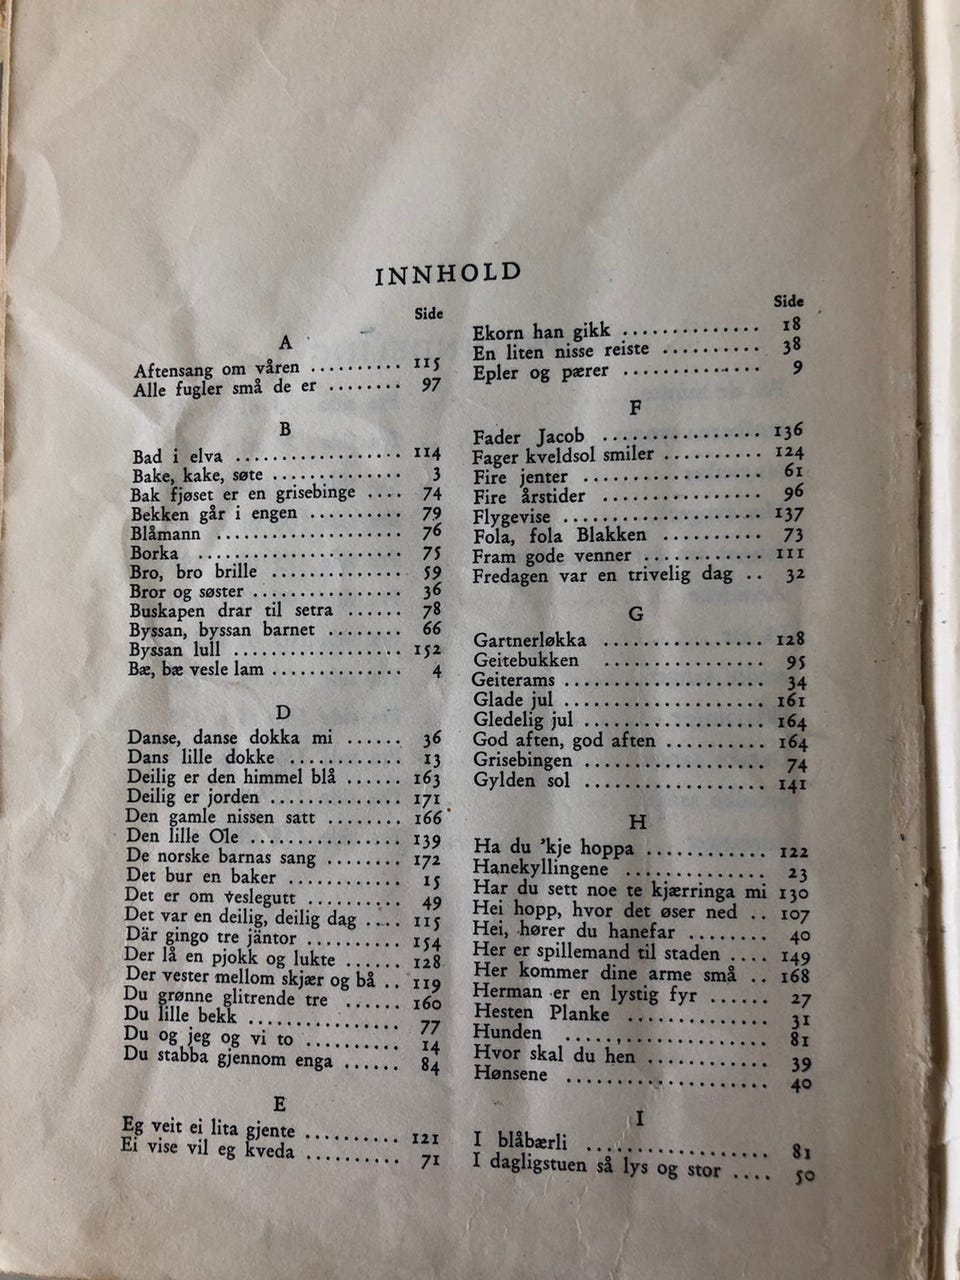 INNHOLD
Side
A
Aftensang om våren .......... 115
Alle fugler små de er ........ 97
B
Bad i elva ................. 114
Bake, kake, søte ............. 3
Bak fjøset er en grisebinge .... 74
Bekken går i engen .......... 79
Blåmann ................... 76
Borka ..................... 75
Bro, bro brille .............. 59
Bror og søster ............... 36
Buskapen drar til setra ...... 78
Byssan, byssan barnet ........ 66
Byssan lull ................. 152
Bæ, bæ vesle lam ............. 4
D
Danse, danse dokka mi ...... 36
Dans lille dokke ............ 13
Deilig er den himmel blå ...... 163
Deilig er jorden ............. 171
Den gamle nissen satt ........ 166
Den lille Ole ............... 139
De norske barnas sang ........ 172
Det bur en baker ............ 15
Det er om veslegutt .......... 49
Det var en deilig, deilig dag .... 115
Där gingo tre jäntor .......... 154
Der lå en pjokk og lukte ...... 128
Der vester mellom skjær og bå .. 119
Du grønne glitrende tre ...... 160
Du lille bekk ............... 77
Du og jeg og vi to .......... 14
Du stabba gjennom enga ...... 84
E
Eg veit ei lita gjente .......... 121
Ei vise vil eg kveda .......... 71
Side
Ekorn han gikk .............. 18
En liten nisse reiste .......... 38
Epler og pærer .............. 9
F
Fader Jacob ................ 136
Fager kveldsol smiler .......... 124
Fire jenter .................. 61
Fire årstider ................ 96
Flygevise .................... 137
Fola, fola Blakken .......... 73
Fram gode venner ............ 111
Fredagen var en trivelig dag .. 32
G
Gartnerløkka ................ 128
Geitebukken ................ 95
Geiterams .................... 34
Glade jul .................... 161
Gledelig jul .................. 164
God aften, god aften .......... 164
Grisebingen .................. 74
Gylden sol .................. 141
H
Ha du 'kje hoppa ............ 122
Hanekyllingene .............. 23
Har du sett noe te kjærringa mi 130
Hei hopp, hvor det øser ned .. 107
Hei, hører du hanefar ........ 40
Her er spillemand til staden .... 149
Her kommer dine arme små .. 168
Herman er en lystig fyr ...... 27
Hesten Planke .............. 31
Hunden .................... 81
Hvor skal du hen ............ 39
Hønsene .................... 40
I
I blåbærli .................. 81
I dagligstuen så lys og stor .... 50